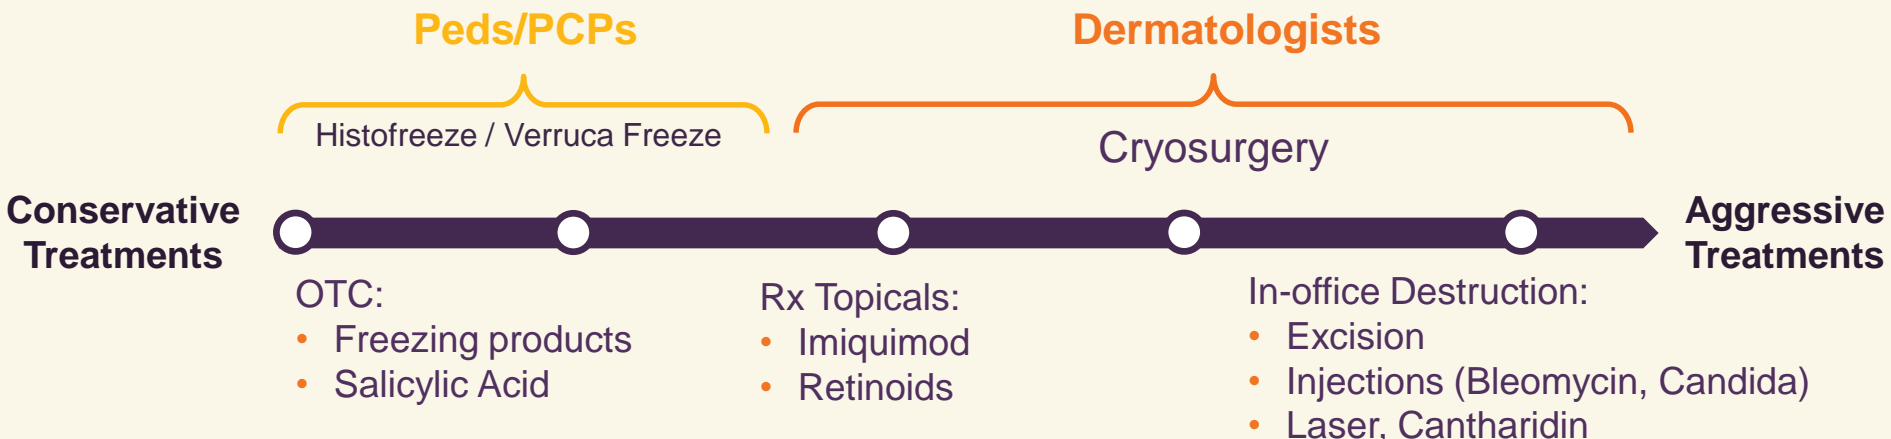 Peds/PCPs
Dermatologists
Histofreeze / Verruca Freeze
Cryosurgery
Conservative
Treatments
Aggressive
Treatments
OTC:
• Freezing products
• Salicylic Acid
Rx Topicals:
• Imiquimod
• Retinoids
In-office Destruction:
• Excision
• Injections (Bleomycin, Candida)
• Laser, Cantharidin